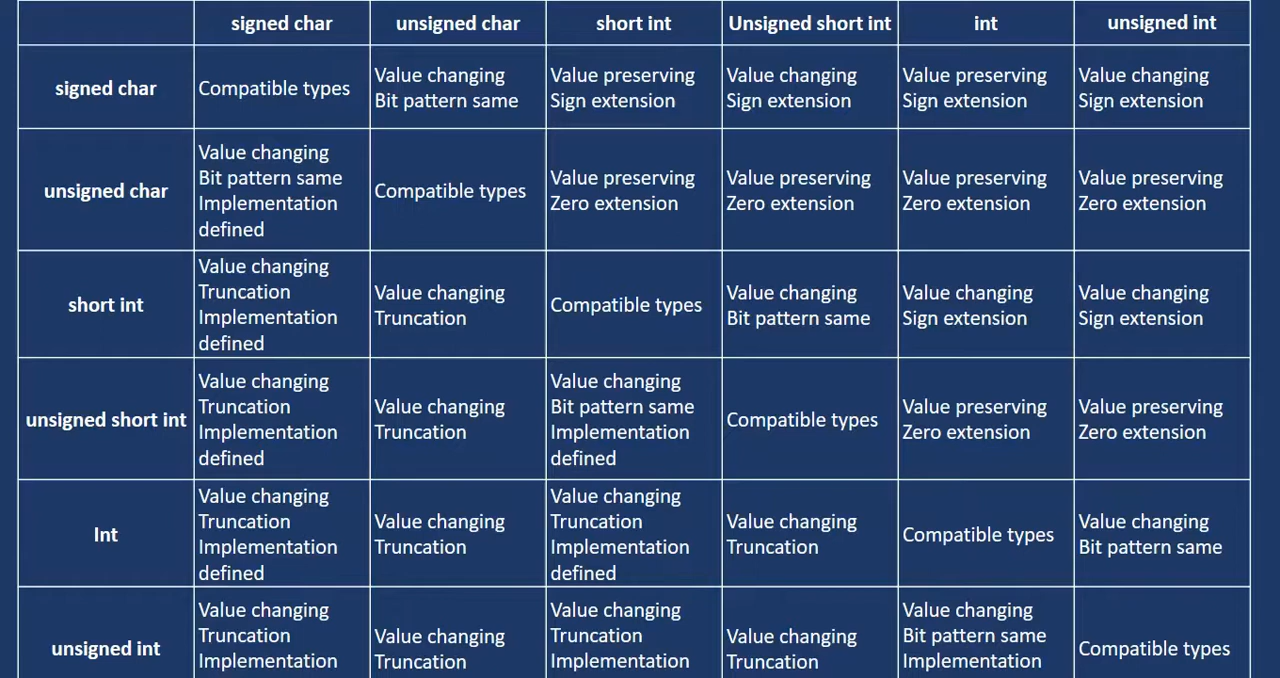 signed char unsigned char short int Unsigned short int int unsigned int
signed char
Compatible types
Value changing
Bit pattern same
Value preserving
Sign extension
Value changing
Sign extension
Value preserving
Sign extension
Value changing
Sign extension
unsigned char
Value changing
Bit pattern same
Implementation
defined
Compatible types
Value preserving
Zero extension
Value preserving
Zero extension
Value preserving
Zero extension
Value preserving
Zero extension
short int
Value changing
Truncation
Implementation
defined
Value changing
Truncation
Compatible types
Value changing
Bit pattern same
Value changing
Sign extension
Value changing
Sign extension
unsigned short int
Value changing
Truncation
Implementation
defined
Value changing
Truncation
Value changing
Bit pattern same
Implementation
defined
Compatible types
Value preserving
Zero extension
Value preserving
Zero extension
Int
Value changing
Truncation
Implementation
defined
Value changing
Truncation
Value changing
Truncation
Implementation
defined
Value changing
Truncation
Compatible types
Value changing
Bit pattern same
unsigned int
Value changing
Truncation
Implementation
Value changing
Truncation
Value changing
Truncation
Implementation
Value changing
Truncation
Value changing
Bit pattern same
Implementation
Compatible types